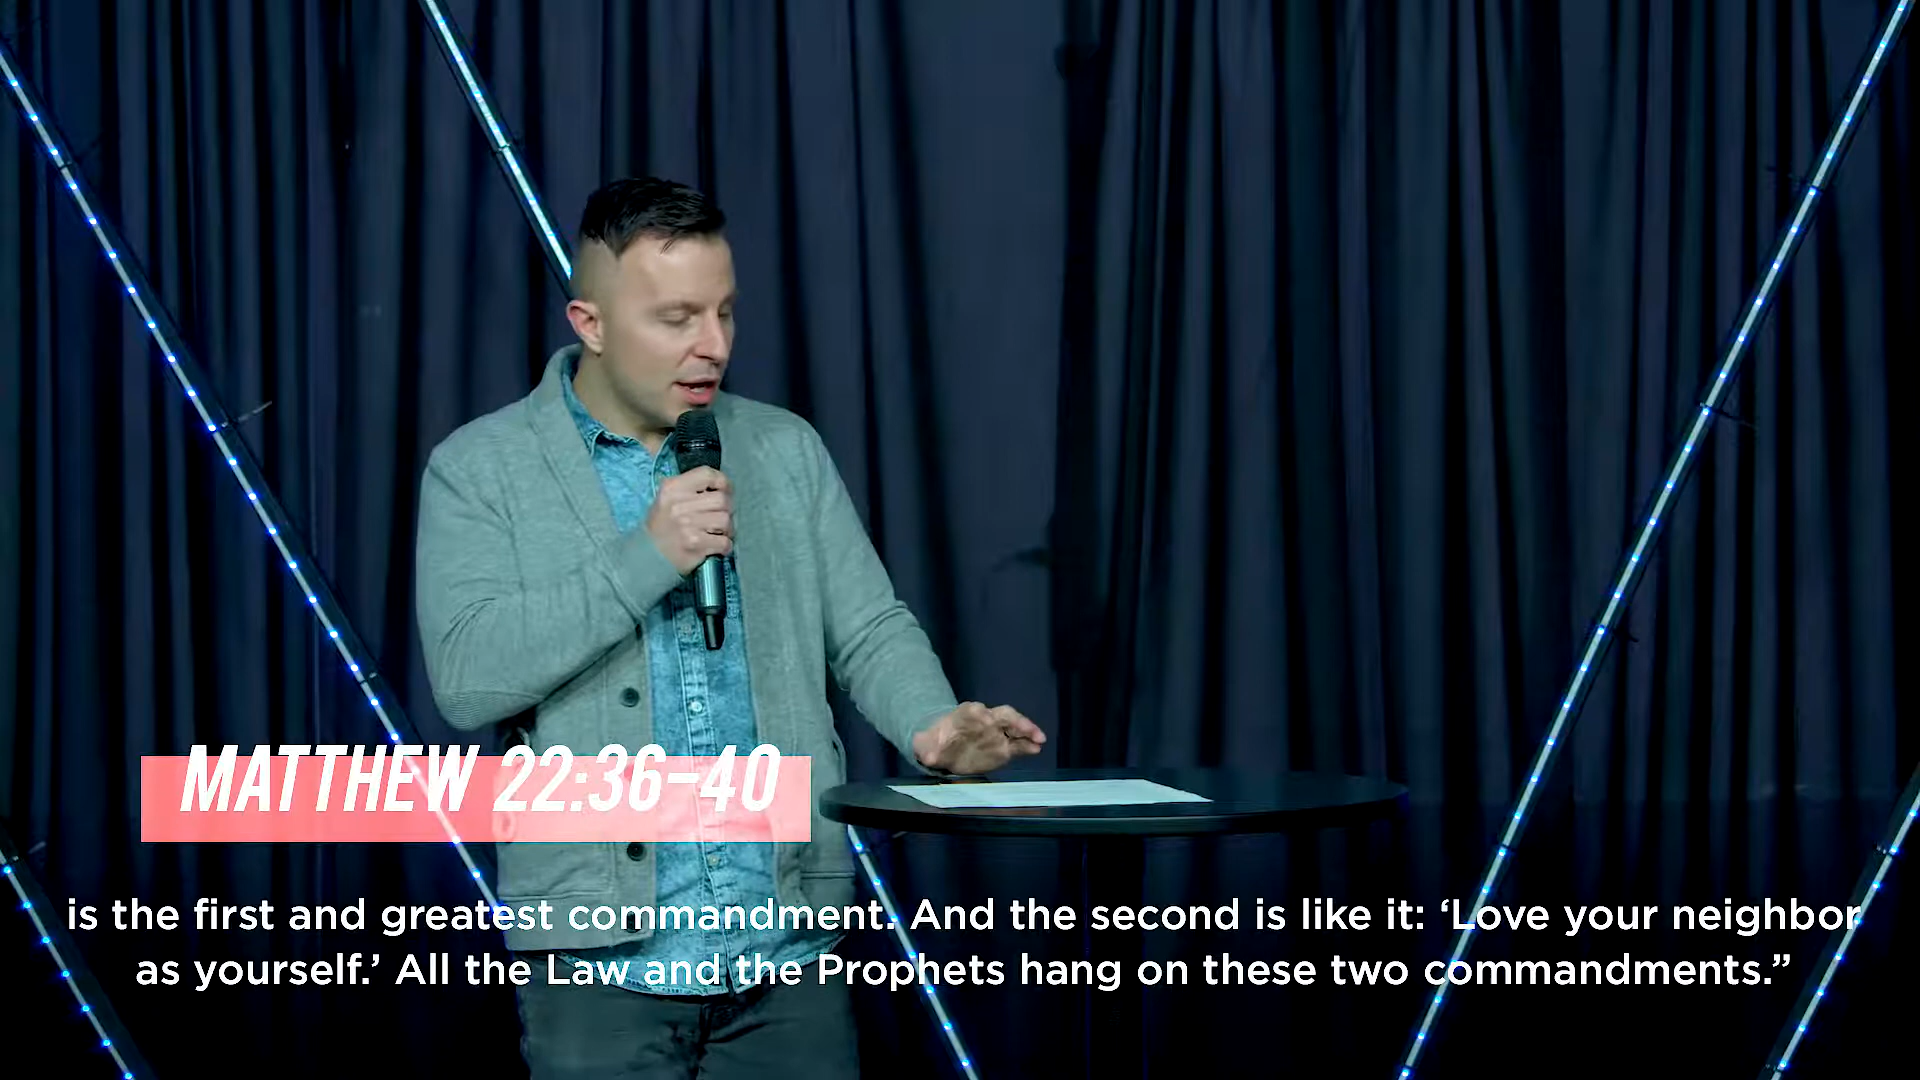 MATTHEW 22:36-40
is the first and greatest commandment. And the second is like it: ‘Love your neighbor
as yourself.’ All the Law and the Prophets hang on these two commandments.”